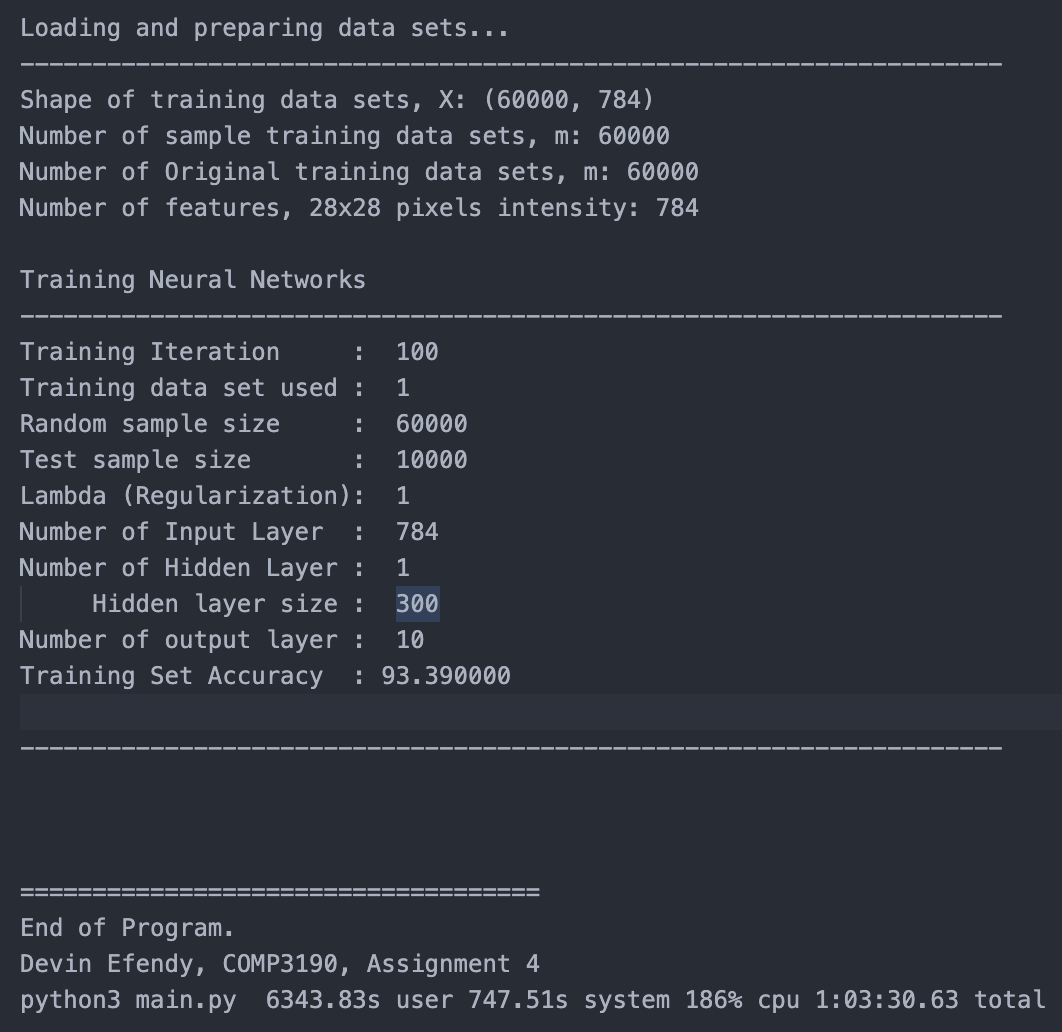 Loading and preparing data sets...
--------------------------------------------------------------------
Shape of training data sets, X: (60000, 784)
Number of sample training data sets, m: 60000
Number of Original training data sets, m: 60000
Number of features, 28x28 pixels intensity: 784
Training Neural Networks
--------------------------------------------------------------------
Training Iteration     :  100
Training data set used :  1
Random sample size     :  60000
Test sample size       :  10000
Lambda (Regularization):  1
Number of Input Layer  :  784
Number of Hidden Layer :  1
     Hidden layer size :  300
Number of output layer :  10
Training Set Accuracy  : 93.390000
--------------------------------------------------------------------
====================================
End of Program.
Devin Efendy, COMP3190, Assignment 4
python3 main.py  6343.83s user 747.51s system 186% cpu 1:03:30.63 total